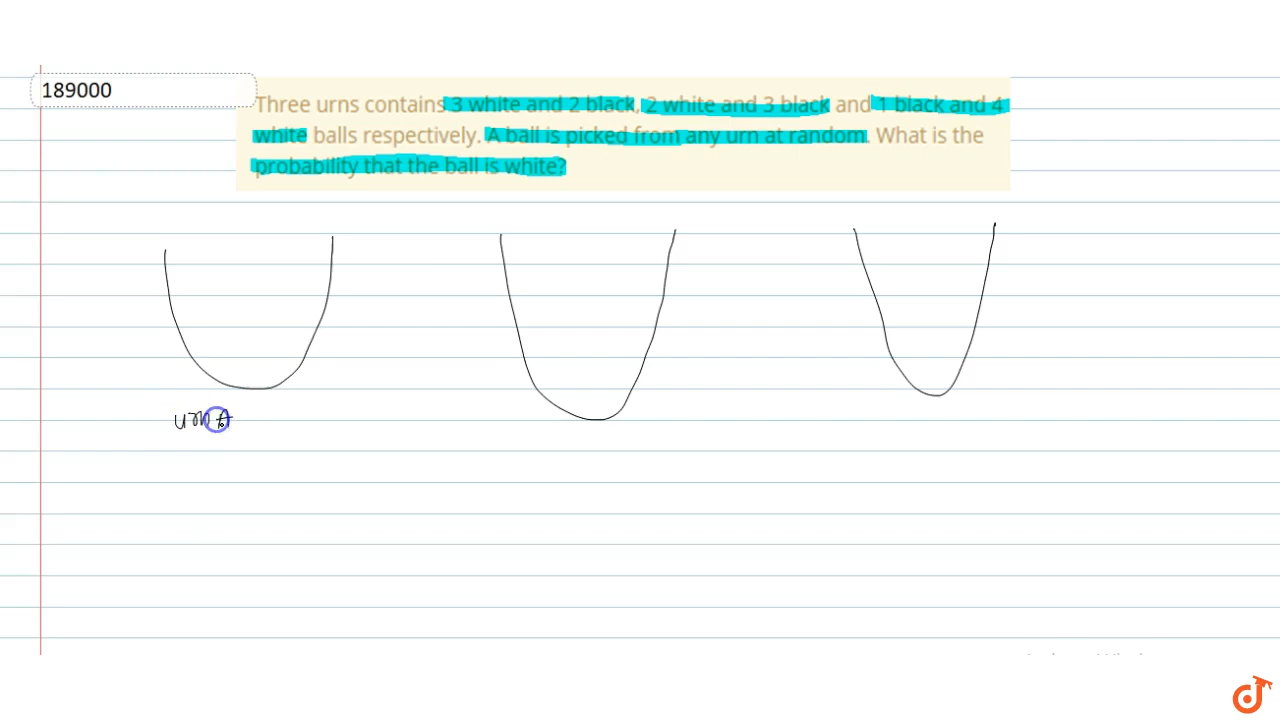 189000
Three urns contains 3 white and 2 black, 2 white and 3 black and 1 black and 4
white balls respectively. A ball is picked from any urn at random. What is the
probability that the ball is white?
urn A